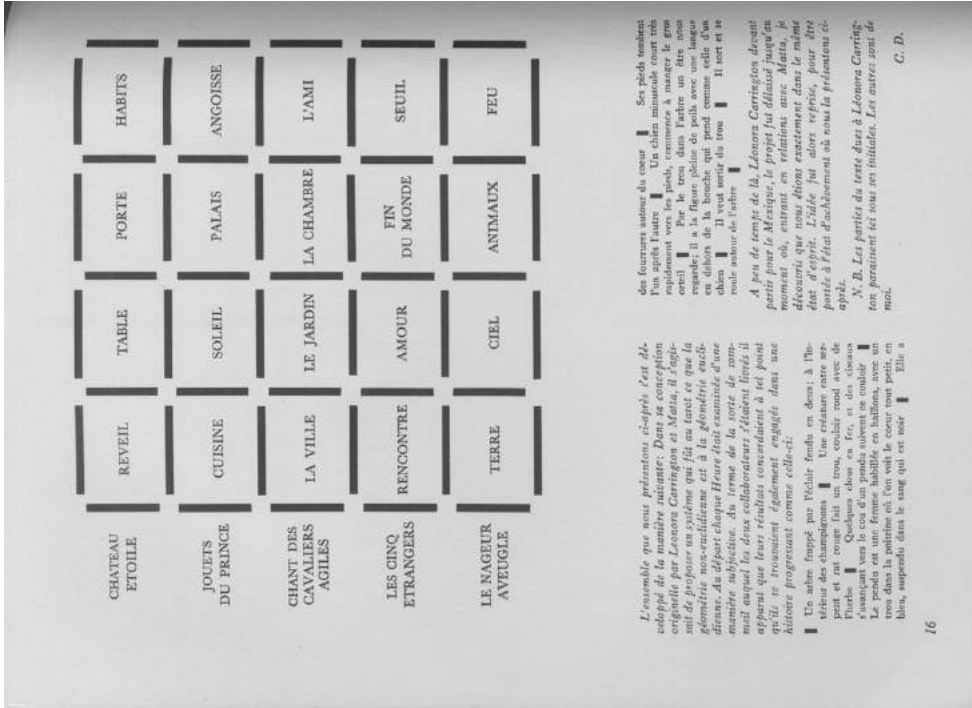 CHATEAU
ETOILE
REVEIL
TABLE
PORTE
HABITS
JOUETS
DU PRINCE
CUISINE
SOLEIL
PALAIS
ANGOISSE
CHANT DES
CAVALIERS
AGILES
LA VILLE
LE JARDIN
LA CHAMBRE
L'AMI
LES CINQ
ETRANGERS
RENCONTRE
AMOUR
FIN
DU MONDE
SEUIL
LE NAGEUR
AVEUGLE
TERRE
CIEL
ANIMAUX
FEU
L'ensemble que nous présentons ci-après s'est dé-
veloppé de la manière suivante: Dans sa conception
originelle par Leonora Carrington et Matta, il s'agis-
sait de proposer un système qui fût au tarot ce que la
géométrie non-euclidienne est à la géométrie eucli-
dienne. Au départ chaque Heure était examinée d'une
manière subjective. Au terme de la sorte de som-
meil auquel les deux collaborateurs s'étaient livrés il
apparut que leurs résultats concordaient à tel point
qu'ils se trouvaient également engagés dans une
histoire progressant comme celle-ci:
Un arbre frappé par l'éclair fendu en deux; à l'in-
térieur des champignons Une créature entre ser-
pent et rat rouge fait un trou, couloir rond avec de
l'herbe Quelques clous en fer, et des ciseaux
s'avançant vers le cou d'un pendu suivent ce couloir
Le pendu est une femme habillée en haillons, avec un
trou dans la poitrine où l'on voit le coeur tout petit, en
bleu, suspendu dans le sang qui est noir Elle a
des fourrures autour du coeur Ses pieds tombent
l'un après l'autre Un chien minuscule court très
rapidement vers les pieds, commence à manger le gros
orteil Par le trou dans l'arbre un être nous
regarde; il a la figure pleine de poils avec une langue
en dehors de la bouche qui pend comme celle d'un
chien Il veut sortir du trou Il sort et se
roule autour de l'arbre
A peu de temps de là, Léonora Carrington devant
partir pour le Mexique, le projet fut délaissé jusqu'au
moment où, entrant en relations avec Matta, je
découvris que nous étions exactement dans le même
état d'esprit. L'idée fut alors reprise, pour être
portée à l'état d'achèvement où nous la présentons ci-
après.
N. B. Les parties du texte dues à Léonora Carring-
ton paraissent ici sous ses initiales. Les autres sont de
moi.
C. D.
16